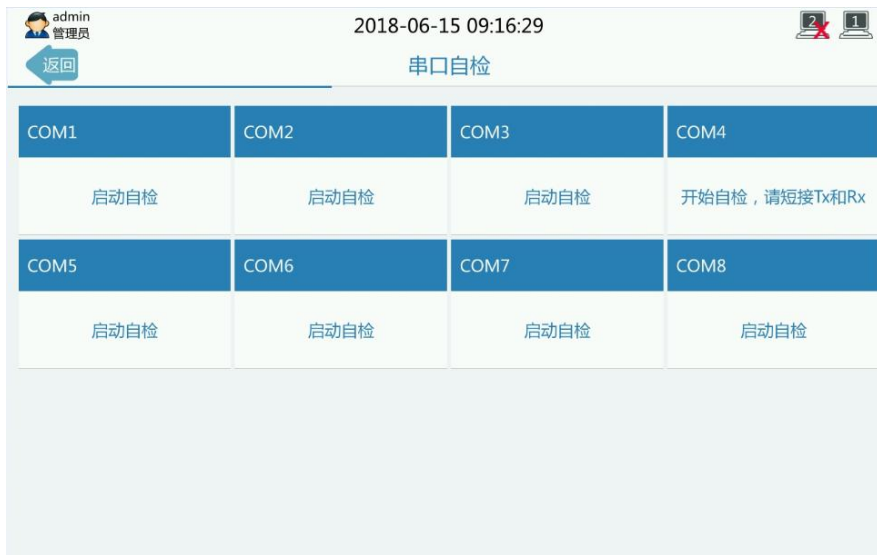 admin
管理员
2018-06-15 09:16:29
2
1
返回
串口自检
COM1
COM2
COM3
COM4
启动自检
启动自检
启动自检
开始自检，请短接Tx和Rx
COM5
COM6
COM7
COM8
启动自检
启动自检
启动自检
启动自检